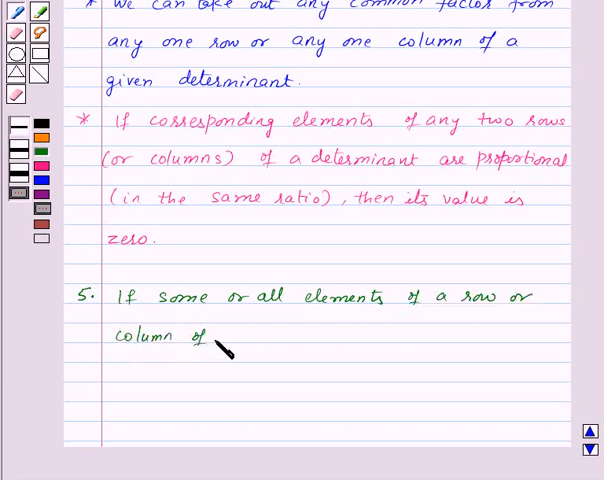 * We can take out any common factor from
any one row or any one column of a
given determinant.
* If corresponding elements of any two rows
(or columns) of a determinant are proportional
(in the same ratio), then its value is
zero.
5. If some or all elements of a row or
column of